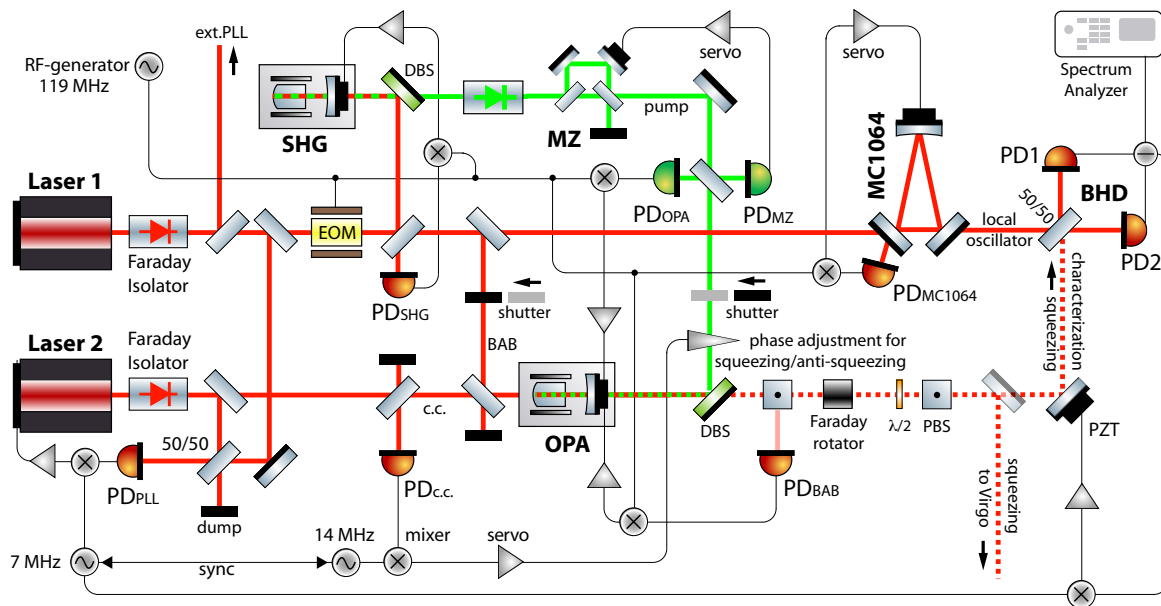 ext.PLL
RF-generator
119 MHz
DBS
servo
servo
Spectrum
Analyzer
pump
SHG
MZ
MC1064
PD1
50/50
BHD
Laser 1
PDOPA
PDMZ
EOM
local
oscillator
PD2
Faraday
Isolator
PDSHG
PDMC1064
shutter
shutter
characterization
squeezing
Laser 2
Faraday
Isolator
BAB
phase adjustment for
squeezing/anti-squeezing
c.c.
OPA
DBS
Faraday
rotator
λ/2
PBS
PZT
50/50
PDPLL
PDc.c.
PDBAB
squeezing
to Virgo
dump
14 MHz
mixer
servo
7 MHz
sync